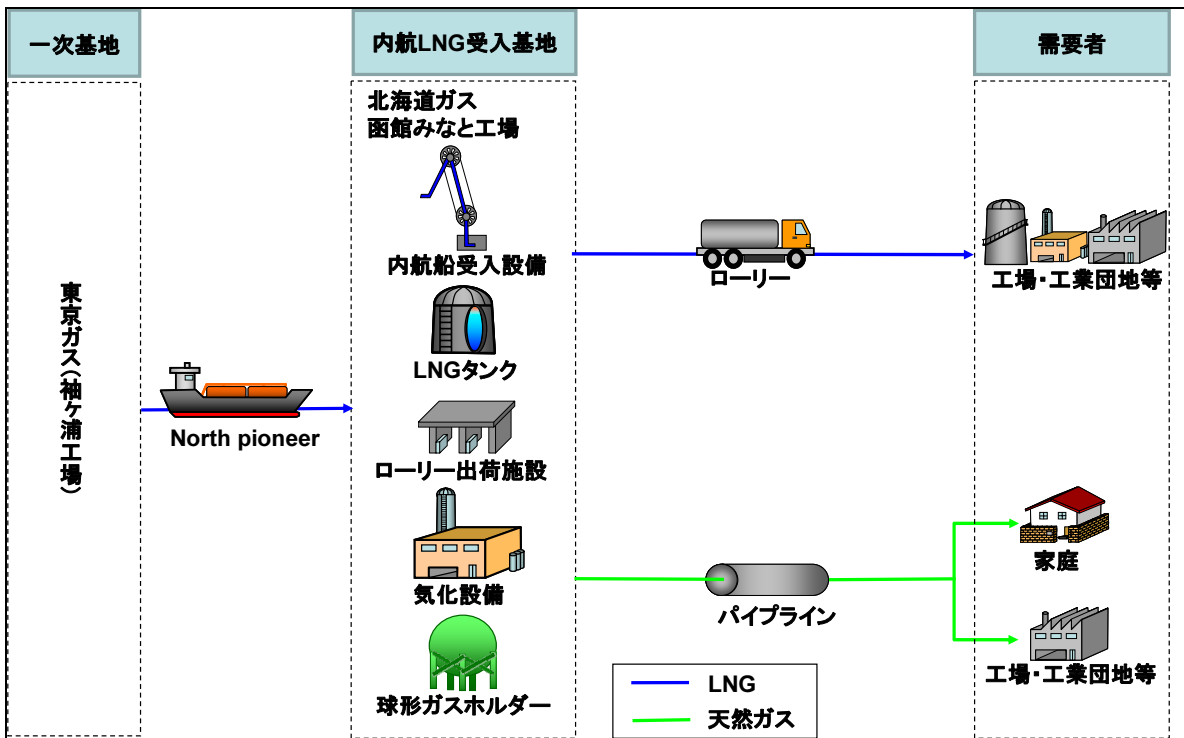 一次基地
内航LNG受入基地
需要者
東京ガス(袖ヶ浦工場)
North pioneer
北海道ガス
函館みなと工場
内航船受入設備
LNGタンク
ローリー出荷施設
気化設備
球形ガスホルダー
ローリー
パイプライン
工場・工業団地等
家庭
工場・工業団地等
LNG
天然ガス